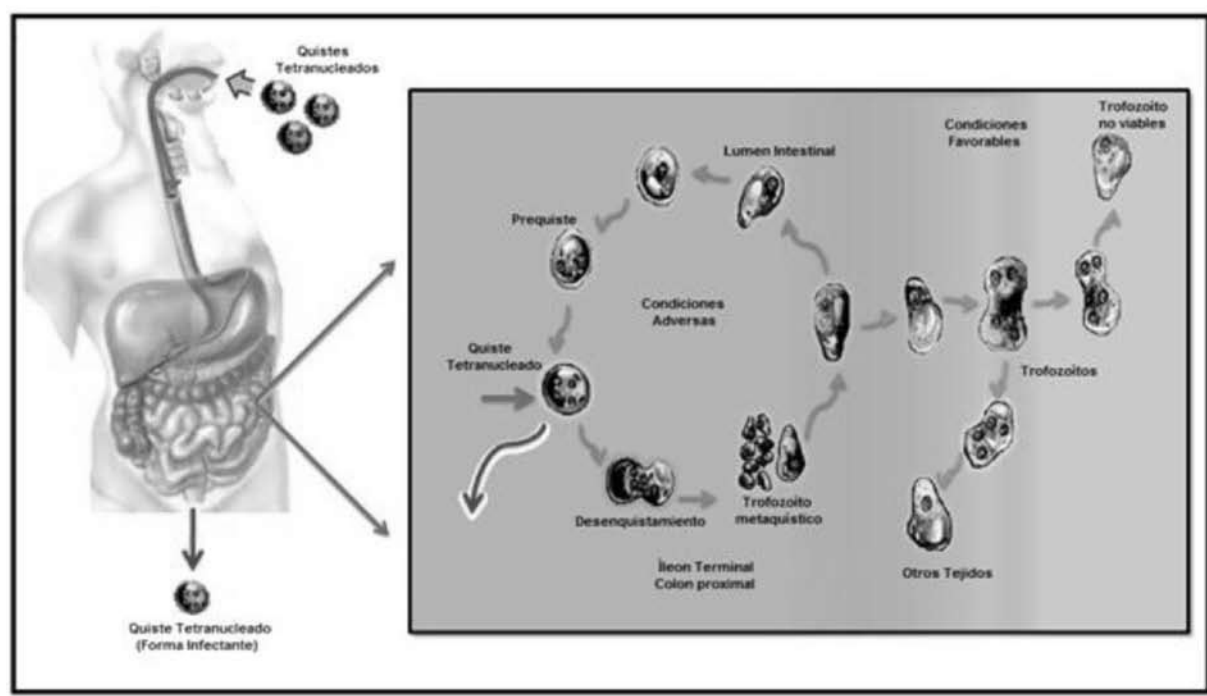 Quistes
Tetranucleados
Trofozoito
no viables
Condiciones
Favorables
Lumen Intestinal
Prequiste
Condiciones
Adversas
Quiste
Tetranucleado
Trofozoítos
Desenquistamiento
Trofozoito
metaquístico
Íleon Terminal
Colon proximal
Otros Tejidos
Quiste Tetranucleado
(Forma Infectante)